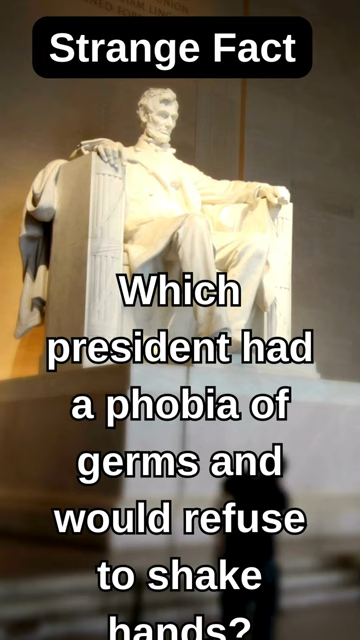 Strange Fact
Which
president had
a phobia of
germs and
would refuse
to shake
hands?